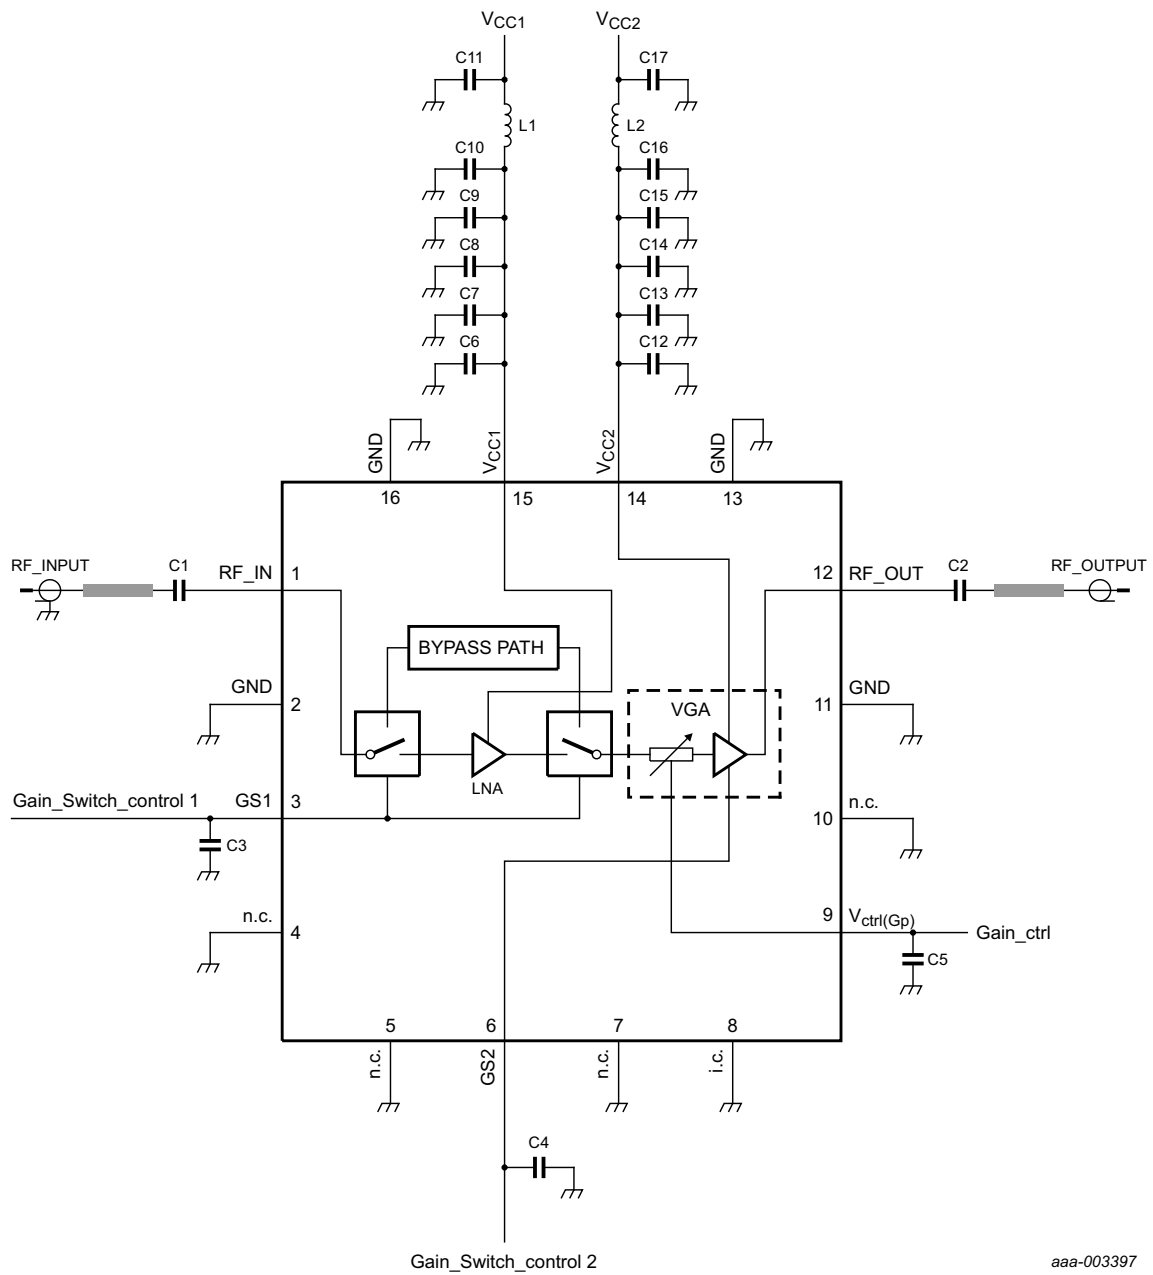 VCC1
VCC2
C11
C17
L1
L2
C10
C16
C9
C15
C8
C14
C7
C13
C6
C12
GND
VCC1
VCC2
GND
16
15
14
13
RF_INPUT
C1
RF_IN
1
12
RF_OUT
C2
RF_OUTPUT
BYPASS PATH
GND
2
VGA
11
GND
LNA
Gain_Switch_control 1
GS1
3
C3
10
n.c.
n.c.
4
9
Vctrl(Gp)
Gain_ctrl
C5
5
6
7
8
n.c.
GS2
n.c.
i.c.
C4
Gain_Switch_control 2
aaa-003397